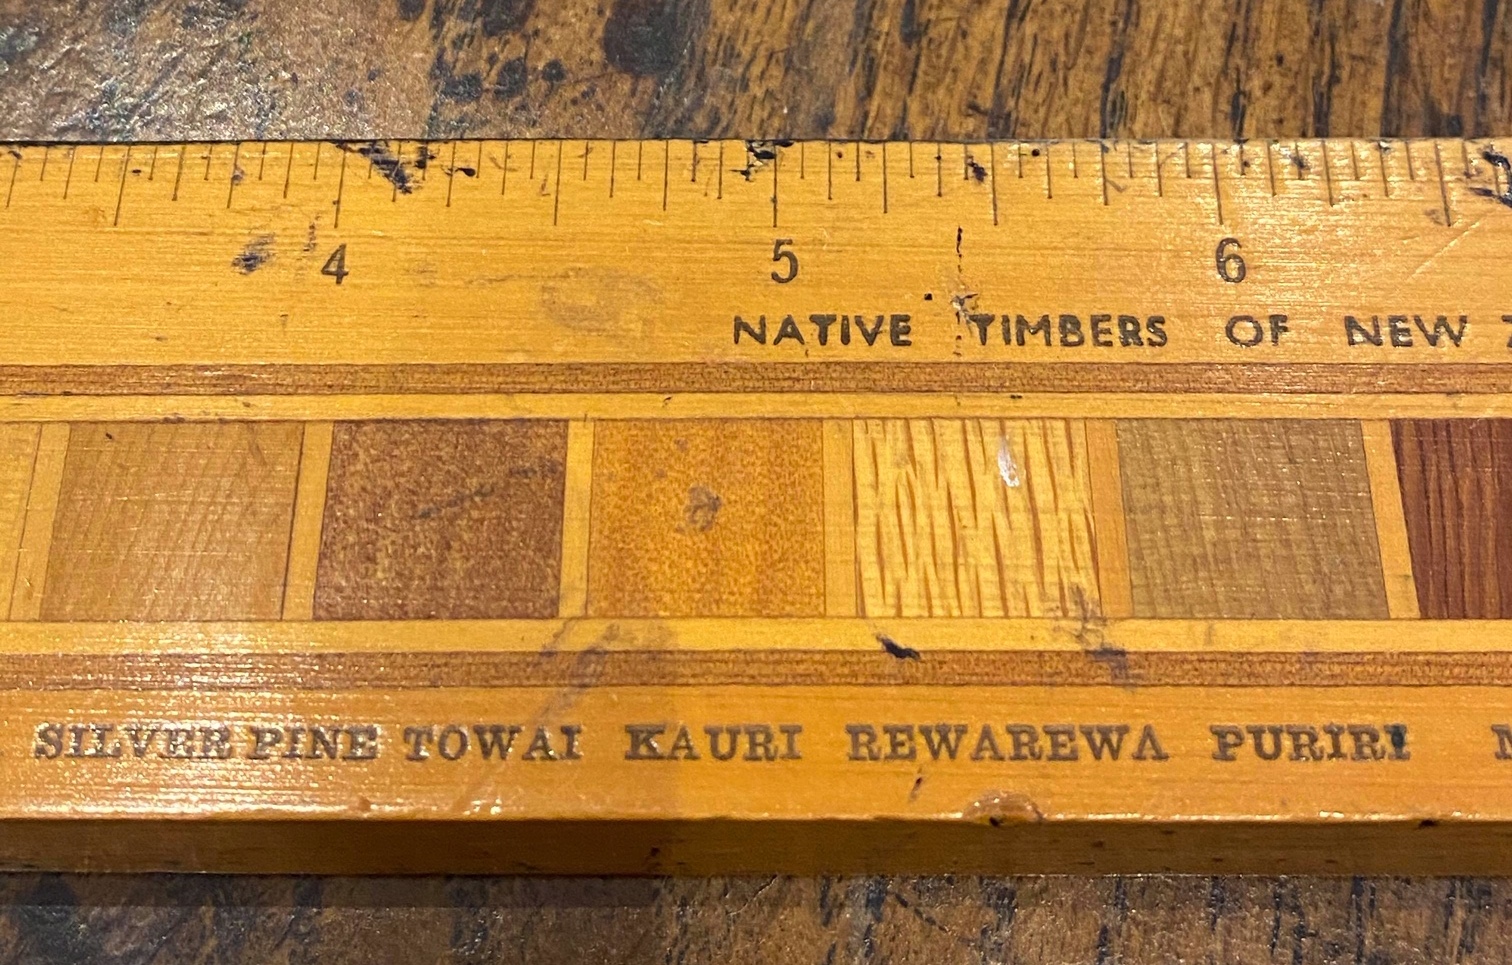 4 5 6
NATIVE TIMBERS OF NEW
SILVER PINE TOWAI KAURI REWAREWA PURIRI